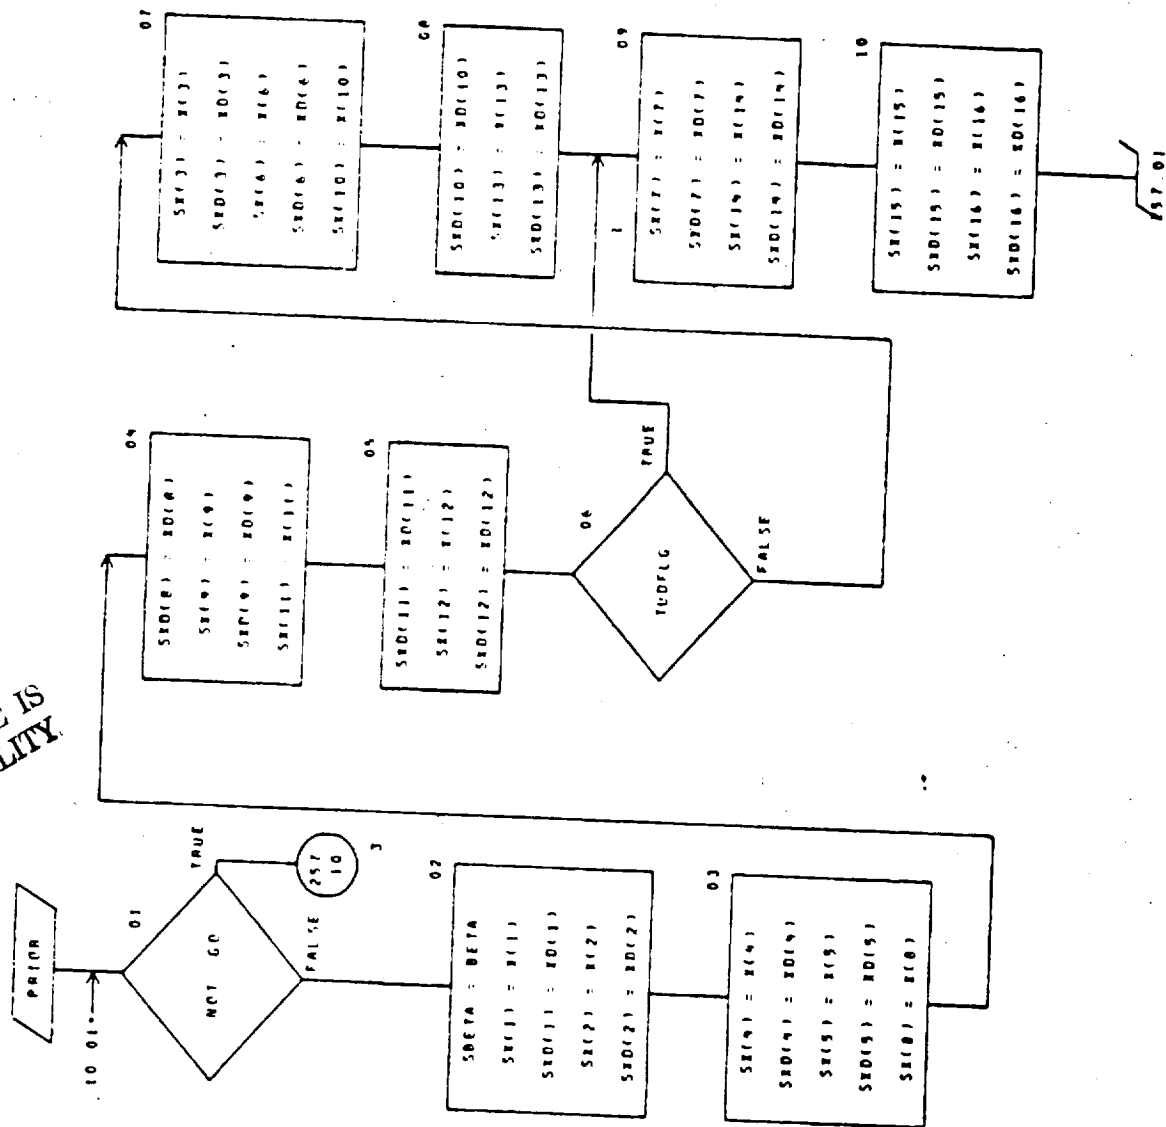 PRIOR
10 01*
01
NOT GO
TRUE
257
10
3
FALSE
02
SBETA = BETA
SX(1) = X(1)
SXD(1) = XD(1)
SX(2) = X(2)
SXD(2) = XD(2)
03
SX(4) = X(4)
SXD(4) = XD(4)
SX(5) = X(5)
SXD(5) = XD(5)
SX(8) = X(8)
04
SXD(8) = XD(8)
SX(9) = X(9)
SXD(9) = XD(9)
SX(11) = X(11)
05
SXD(11) = XD(11)
SX(12) = X(12)
SXD(12) = XD(12)
06
TUDFLG
TRUE
FALSE
07
SX(3) = X(3)
SXD(3) = XD(3)
SX(6) = X(6)
SXD(6) = XD(6)
SX(10) = X(10)
08
SXD(10) = XD(10)
SX(13) = X(13)
SXD(13) = XD(13)
09
SX(7) = X(7)
SXD(7) = XD(7)
SX(14) = X(14)
SXD(14) = XD(14)
10
SX(15) = X(15)
SXD(15) = XD(15)
SX(16) = X(16)
SXD(16) = XD(16)
257.01
IS
LITY